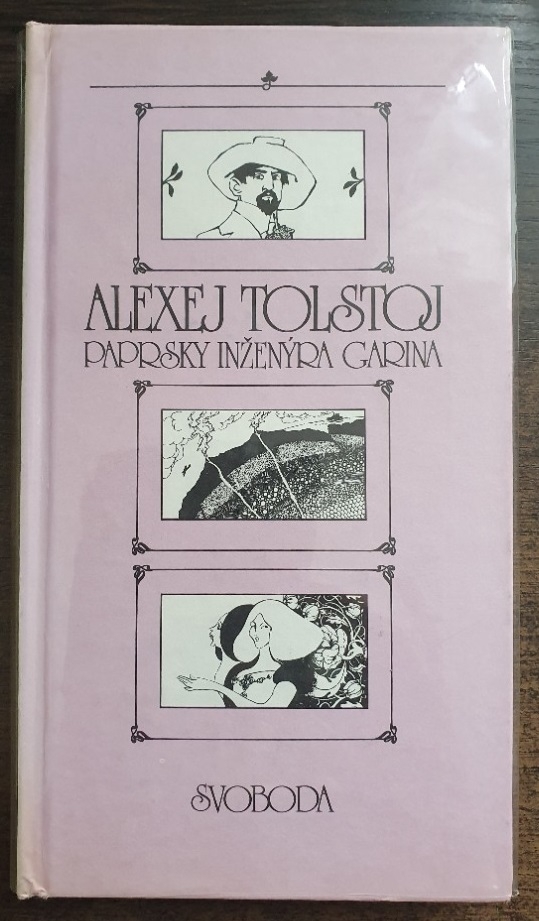 ALEXEJ TOLSTOJ
PAPRSKY INŽENÝRA GARINA
SVOBODA